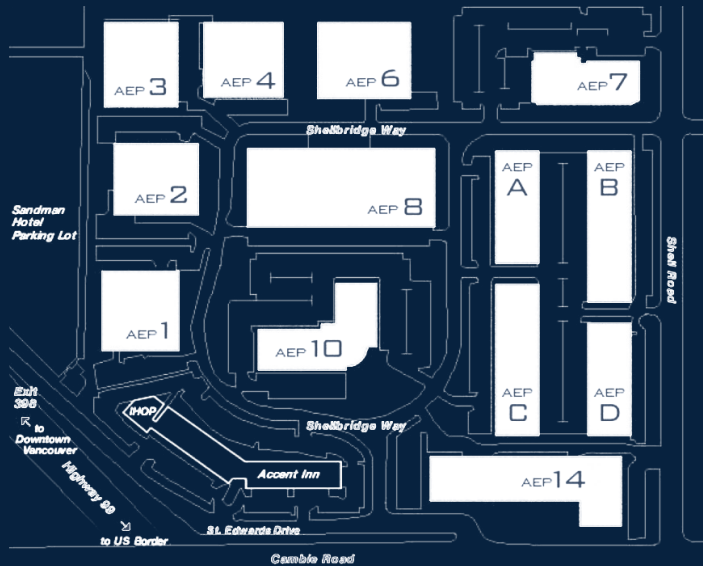 AEP 3
AEP 4
AEP 6
AEP 7
Shellbridge Way
AEP 2
AEP 8
AEP
A
AEP
B
Sandman
Hotel
Parking Lot
Shell Road
AEP 1
AEP 10
AEP
C
AEP
D
Exit
398
to
Downtown
Vancouver
IHOP
Shellbridge Way
Accent Inn
AEP 14
Highway 99
to US Border
St. Edwards Drive
Cambie Road